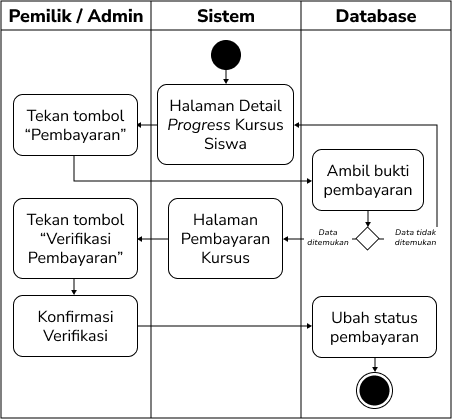 Pemilik / Admin
Sistem
Database
Halaman Detail
Progress Kursus
Siswa
Tekan tombol
“Pembayaran”
Ambil bukti
pembayaran
Data
ditemukan
Data tidak
ditemukan
Halaman
Pembayaran
Kursus
Tekan tombol
“Verifikasi
Pembayaran”
Konfirmasi
Verifikasi
Ubah status
pembayaran